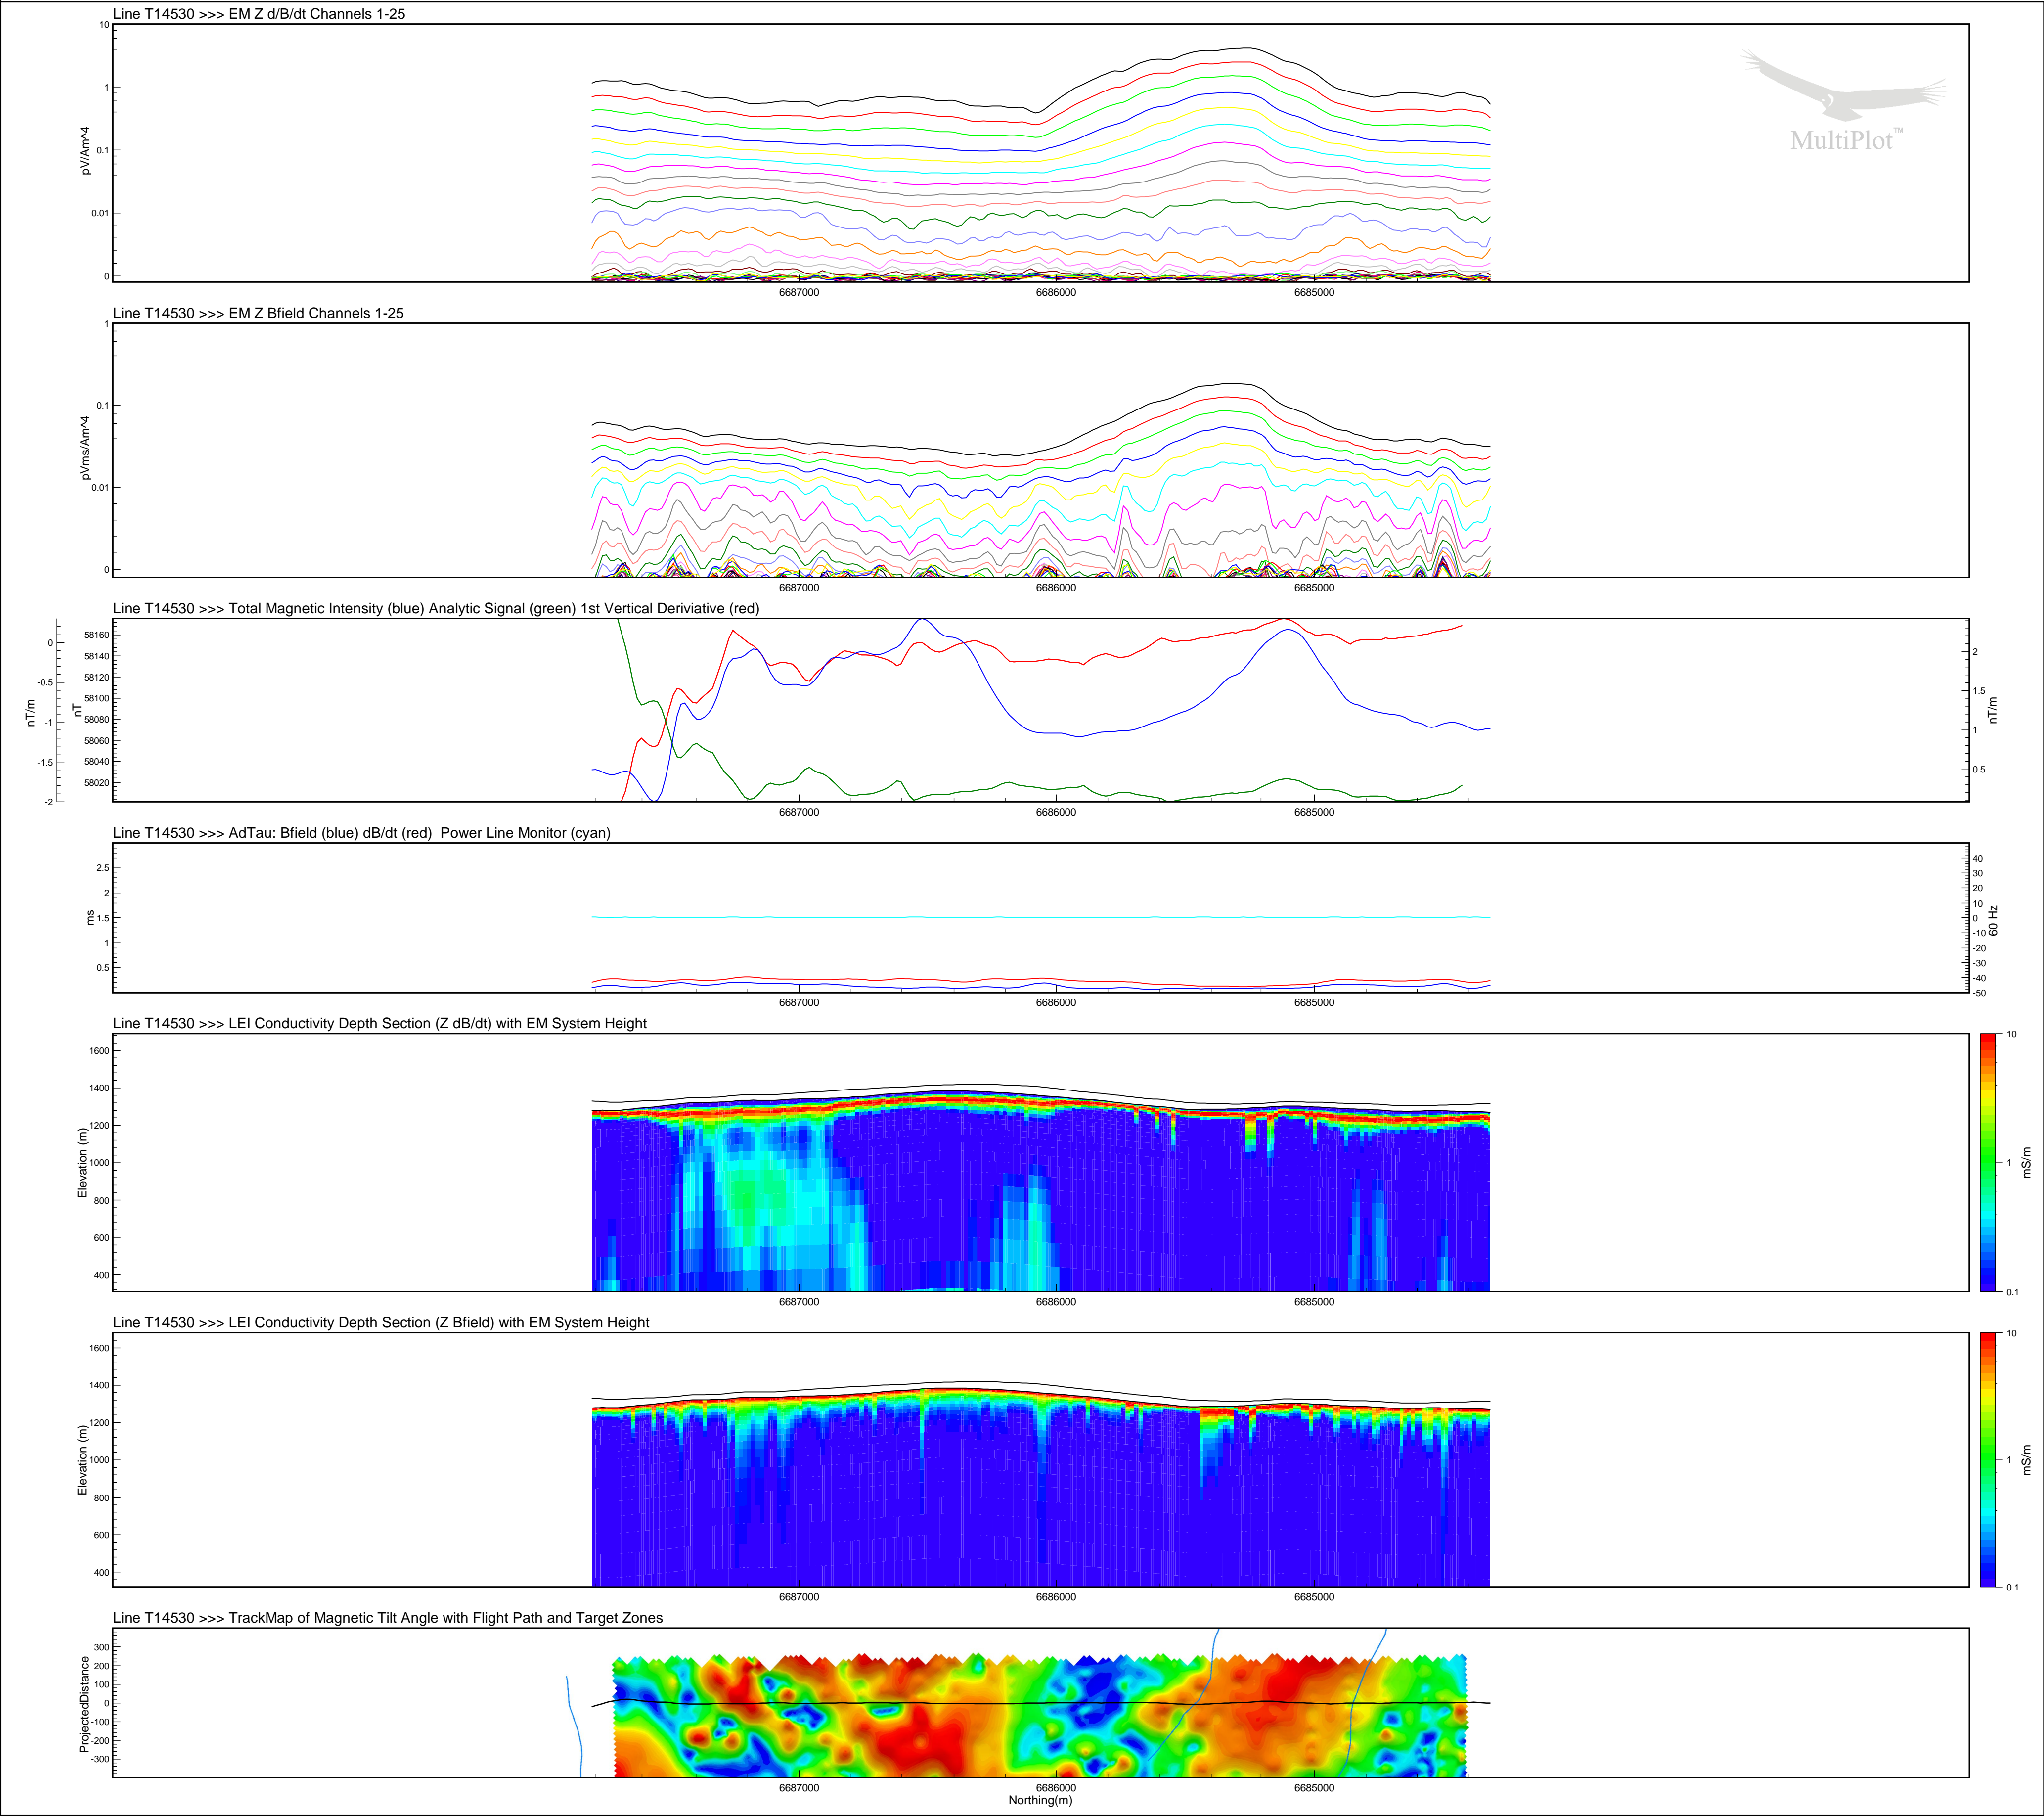 Line T14530 >>> EM Z d/B/dt Channels 1-25
10
1
0.1
0.01
0
pV/Am^4
MultiPlot™
6687000 6686000 6685000
Line T14530 >>> EM Z Bfield Channels 1-25
1
0.1
0.01
0
pVms/Am^4
6687000 6686000 6685000
Line T14530 >>> Total Magnetic Intensity (blue) Analytic Signal (green) 1st Vertical Deriviative (red)
0
-0.5
-1
-1.5
-2
nT/m
58160
58140
58120
58100
58080
58060
58040
58020
nT
2
1.5
1
0.5
nT/m
6687000 6686000 6685000
Line T14530 >>> AdTau: Bfield (blue) dB/dt (red)  Power Line Monitor (cyan)
2.5
2
1.5
1
0.5
ms
40
30
20
10
0
-10
-20
-30
-40
-50
60 Hz
6687000 6686000 6685000
Line T14530 >>> LEI Conductivity Depth Section (Z dB/dt) with EM System Height
1600
1400
1200
1000
800
600
400
Elevation (m)
10
1
0.1
mS/m
6687000 6686000 6685000
Line T14530 >>> LEI Conductivity Depth Section (Z Bfield) with EM System Height
1600
1400
1200
1000
800
600
400
Elevation (m)
10
1
0.1
mS/m
6687000 6686000 6685000
Line T14530 >>> TrackMap of Magnetic Tilt Angle with Flight Path and Target Zones
300
200
100
0
-100
-200
-300
ProjectedDistance
6687000 6686000 6685000
Northing(m)